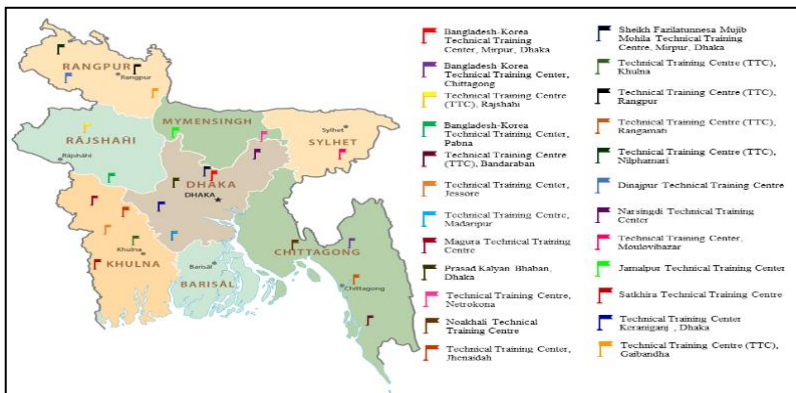 RANGPUR
Rangpur
MYMENSINGH
RĀJSHAHI
Rājshāhi
Sylhet
SYLHET
DHAKA
DHAKA
Khulna
KHULNA
Barisāl
BARISĀL
CHITTAGONG
Chittagong
Bangladesh-Korea
Technical Training
Center, Mirpur, Dhaka
Bangladesh-Korea
Technical Training Center,
Chittagong
Technical Training Centre
(TTC), Rajshahi
Bangladesh-Korea
Technical Training Center,
Pabna
Technical Training Centre
(TTC), Bandaraban
Technical Training Center,
Jessore
Technical Training Centre,
Madaripur
Magura Technical Training
Centre
Prasad Kalyan Bhaban,
Dhaka
Technical Training Centre,
Netrokona
Noakhali Technical
Training Centre
Technical Training Center,
Jhenaidah
Sheikh Fazilatunnesa Mujib
Mohila Technical Training
Centre, Mirpur, Dhaka
Technical Training Centre (TTC),
Khulna
Technical Training Centre (TTC),
Rangpur
Technical Training Centre (TTC),
Rangamati
Technical Training Centre (TTC),
Nilphamari
Dinajpur Technical Training Centre
Narsingdi Technical Training
Center
Technical Training Center,
Moulovibazar
Jamalpur Technical Training Center
Satkhira Technical Training Centre
Technical Training Center
Keraniganj , Dhaka
Technical Training Centre (TTC),
Gaibandha